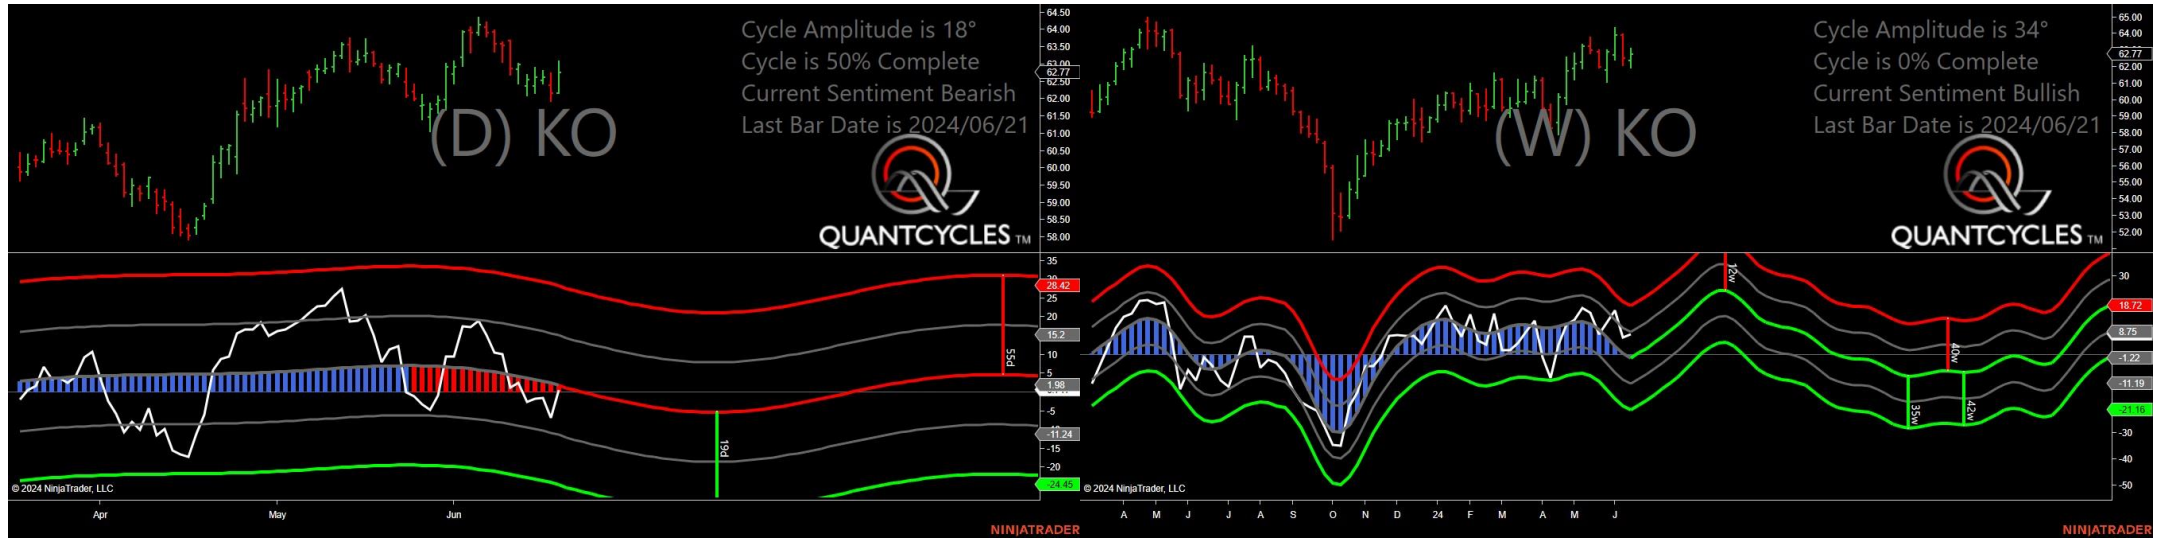 Cycle Amplitude is 18°
Cycle is 50% Complete
Current Sentiment Bearish
Last Bar Date is 2024/06/21
(D) KO
QUANTCYCLES TM
64.50
64.00
63.50
63.00
62.77
62.50
62.00
61.50
61.00
60.50
60.00
59.50
59.00
58.50
58.00
35
28.42
25
20
15.2
10
5
1.98
-5
-11.24
-15
-20
-24.45
55d
19d
© 2024 NinjaTrader, LLC
Apr May Jun
NINJATRADER
Cycle Amplitude is 34°
Cycle is 0% Complete
Current Sentiment Bullish
Last Bar Date is 2024/06/21
(W) KO
QUANTCYCLES TM
65.00
64.00
62.77
62.00
61.00
60.00
59.00
58.00
57.00
56.00
55.00
54.00
53.00
52.00
30
18.72
8.75
-1.22
-11.19
-21.16
-30
-40
-50
12w
40w
35w
42w
© 2024 NinjaTrader, LLC
A M J J A S O N D 24 F M A M J
NINJATRADER